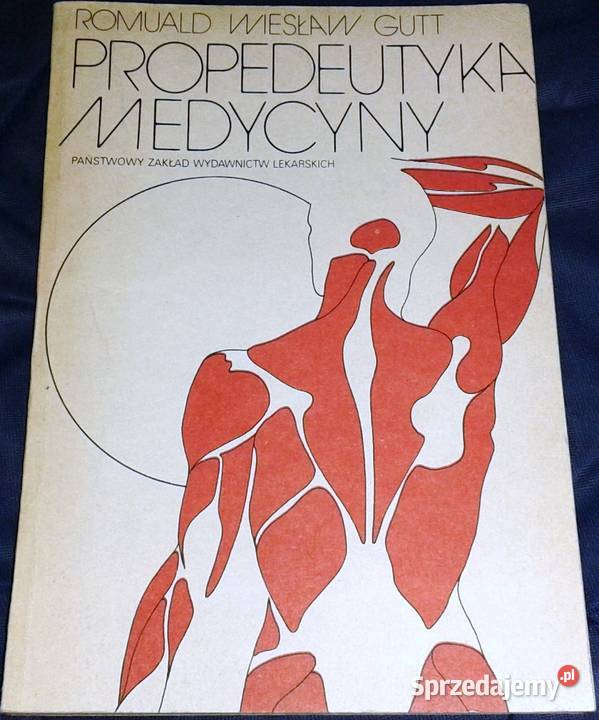 ROMUALD WIESŁAW GUTT
PROPEDEUTYKA
MEDYCYNY
PAŃSTWOWY ZAKŁAD WYDAWNICTW LEKARSKICH
Sprzedajemy.pl